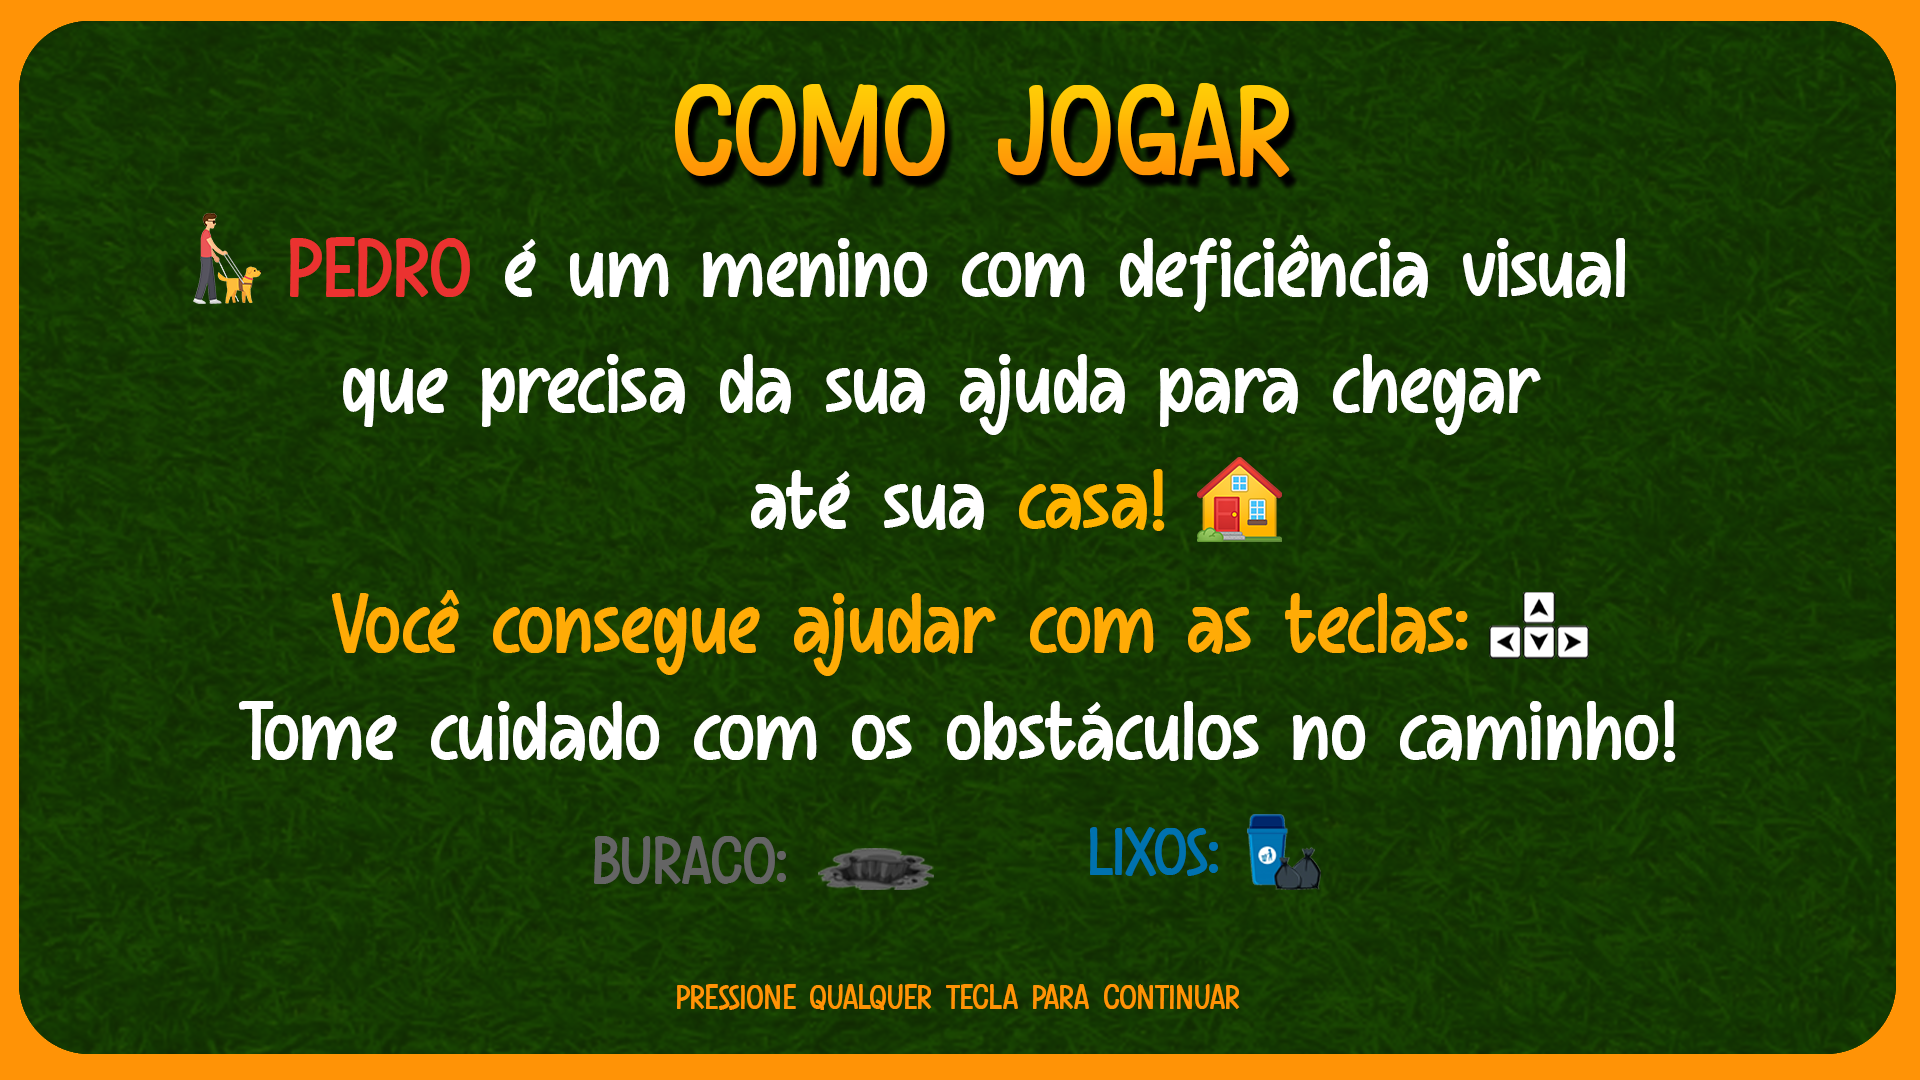 COMO JOGAR
PEDRO é um menino com deficiência visual
que precisa da sua ajuda para chegar
até sua casa!
Você consegue ajudar com as teclas:
Tome cuidado com os obstáculos no caminho!
BURACO: LIXOS:
PRESSIONE QUALQUER TECLA PARA CONTINUAR